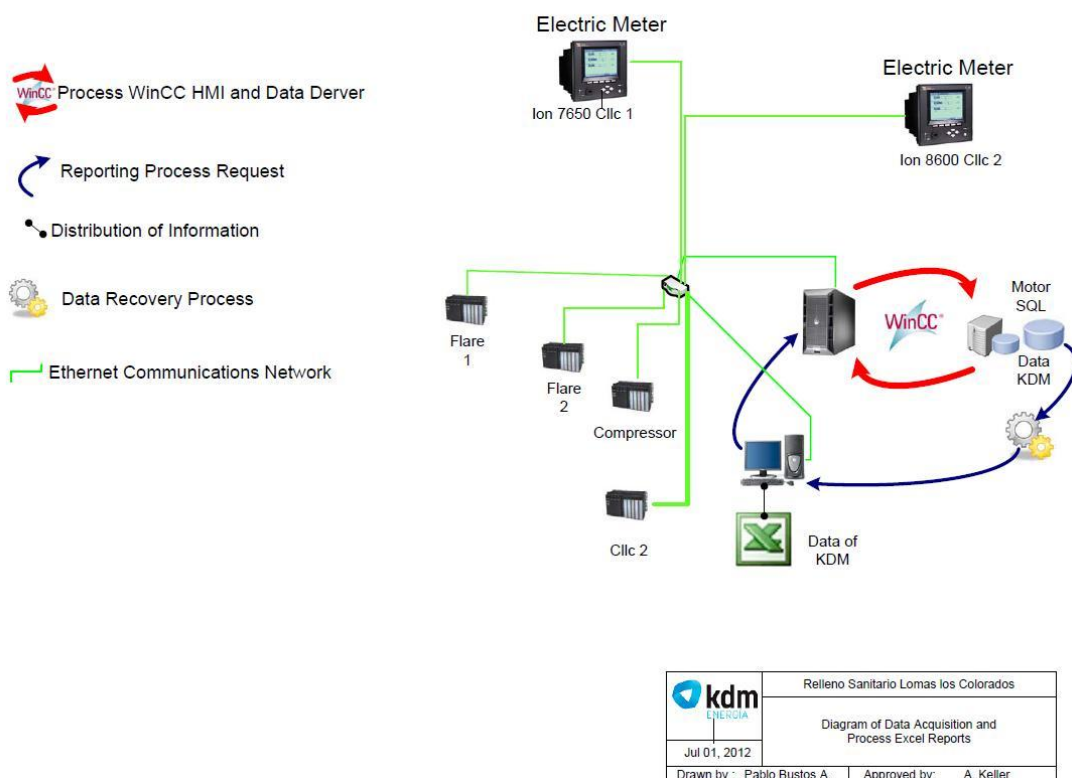 Electric Meter
Ion 7650 Cllc 1
Electric Meter
Ion 8600 Cllc 2
WinCC® Process WinCC HMI and Data Derver
Reporting Process Request
Distribution of Information
Data Recovery Process
Ethernet Communications Network
Flare
1
Flare
2
Compressor
Cllc 2
WinCC®
Motor
SQL
Data
KDM
Data of
KDM
kdm
ENERGIA
Jul 01, 2012
Relleno Sanitario Lomas los Colorados
Diagram of Data Acquisition and
Process Excel Reports
Drawn by : Pablo Bustos A.
Approved by: A. Keller